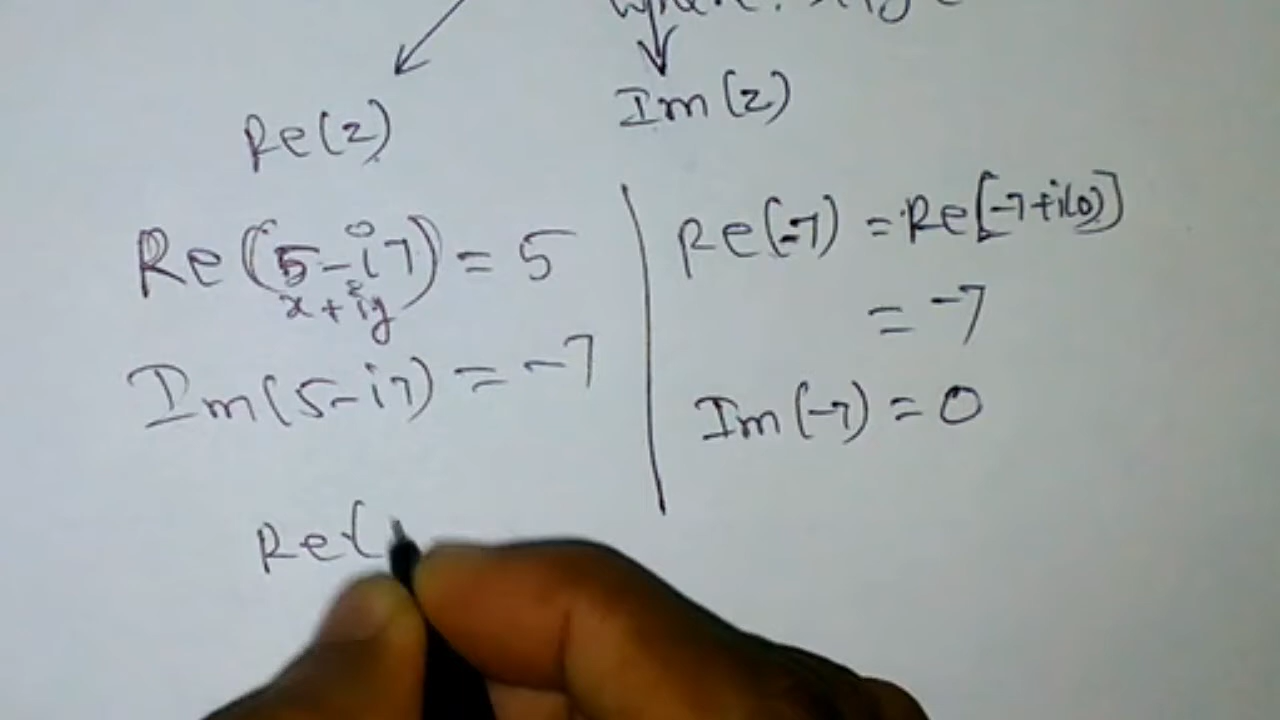 Re(z)
Im(z)
Re(5-i7) = 5
x+iy
Im(5-i7) = -7
Re(-7) = Re[-7+i(0)]
= -7
Im(-7) = 0
Re(